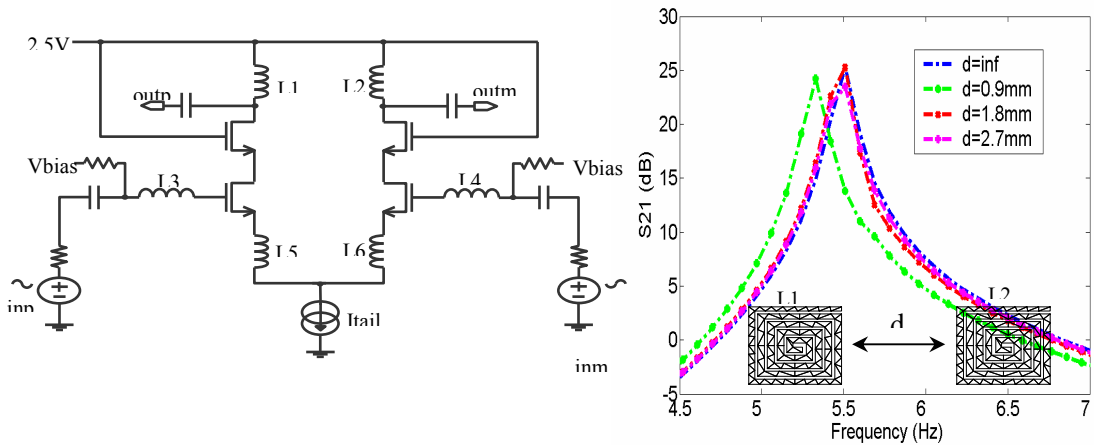 2.5V
L1
L2
outp
outm
Vbias
Vbias
L3
L4
L5
L6
inp
inm
Itail
30
25
20
15
10
5
0
-5
S21 (dB)
4.5
5
5.5
6
6.5
7
Frequency (Hz)
d=inf
d=0.9mm
d=1.8mm
d=2.7mm
L1
d
L2